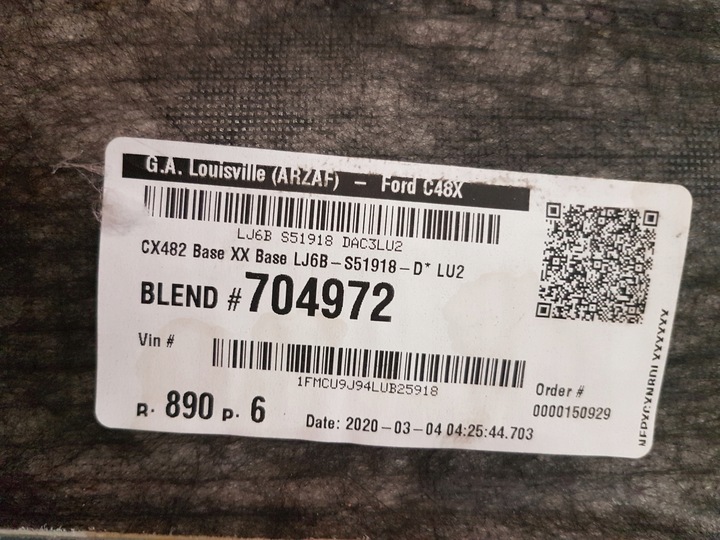 G.A. Louisville (ARZAF) – Ford C48X
LJ6B S51918 DAC3LU2
CX482 Base XX Base LJ6B–S51918–D* LU2
BLEND #704972
Vin #
1FMCU9J94LUB25918
R. 890 P. 6
Date: 2020–03–04 04:25:44.703
Order #
0000150929